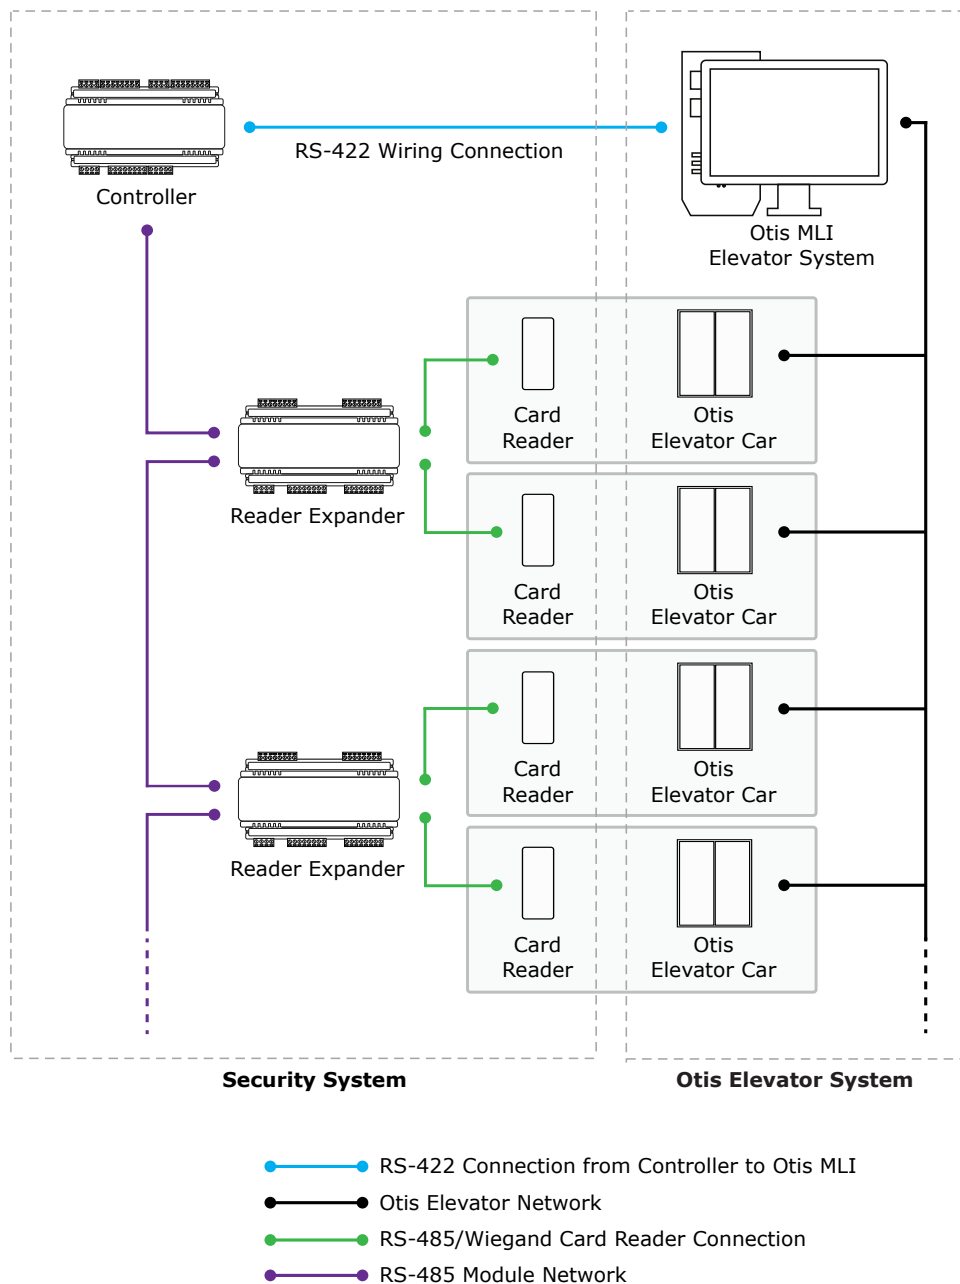 RS-422 Wiring Connection
Controller
Otis MLI
Elevator System
Card
Reader
Otis
Elevator Car
Reader Expander
Card
Reader
Otis
Elevator Car
Card
Reader
Otis
Elevator Car
Reader Expander
Card
Reader
Otis
Elevator Car
Security System
Otis Elevator System
RS-422 Connection from Controller to Otis MLI
Otis Elevator Network
RS-485/Wiegand Card Reader Connection
RS-485 Module Network